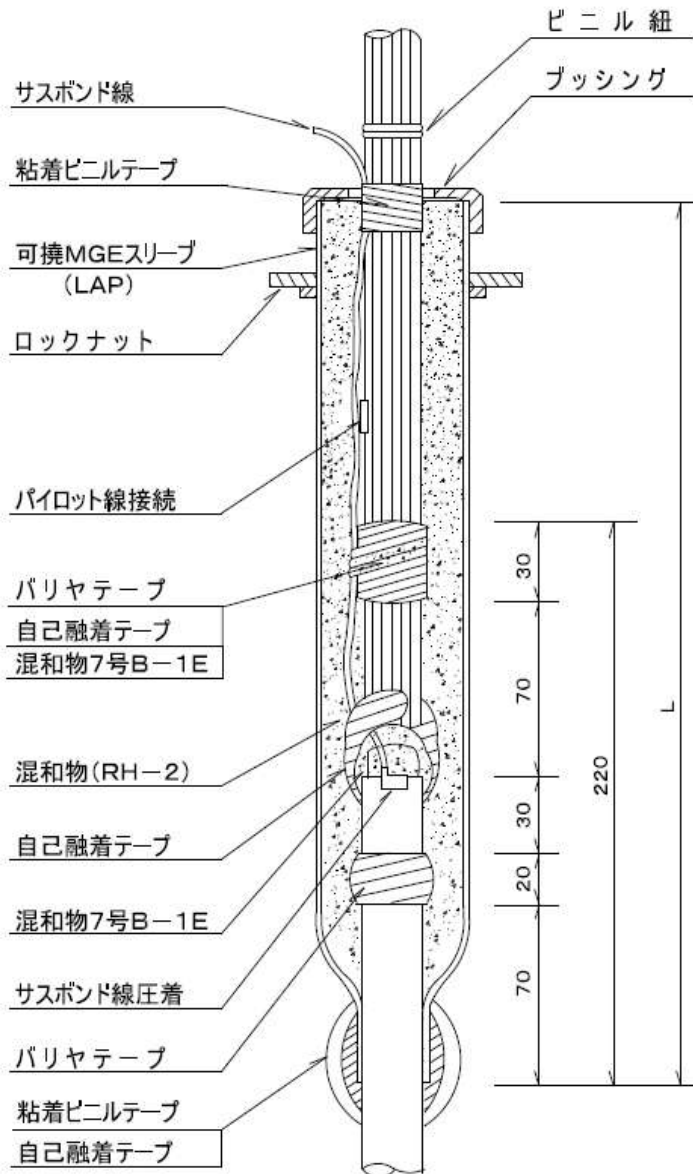 ビニル紐
サスボンド線
ブッシング
粘着ビニルテープ
可撓MGEスリーブ
(LAP)
ロックナット
パイロット線接続
バリヤテープ
自己融着テープ
混和物7号B-1E
混和物(RH-2)
自己融着テープ
混和物7号B-1E
サスボンド線圧着
バリヤテープ
粘着ビニルテープ
自己融着テープ
30
70
30
20
70
220
L